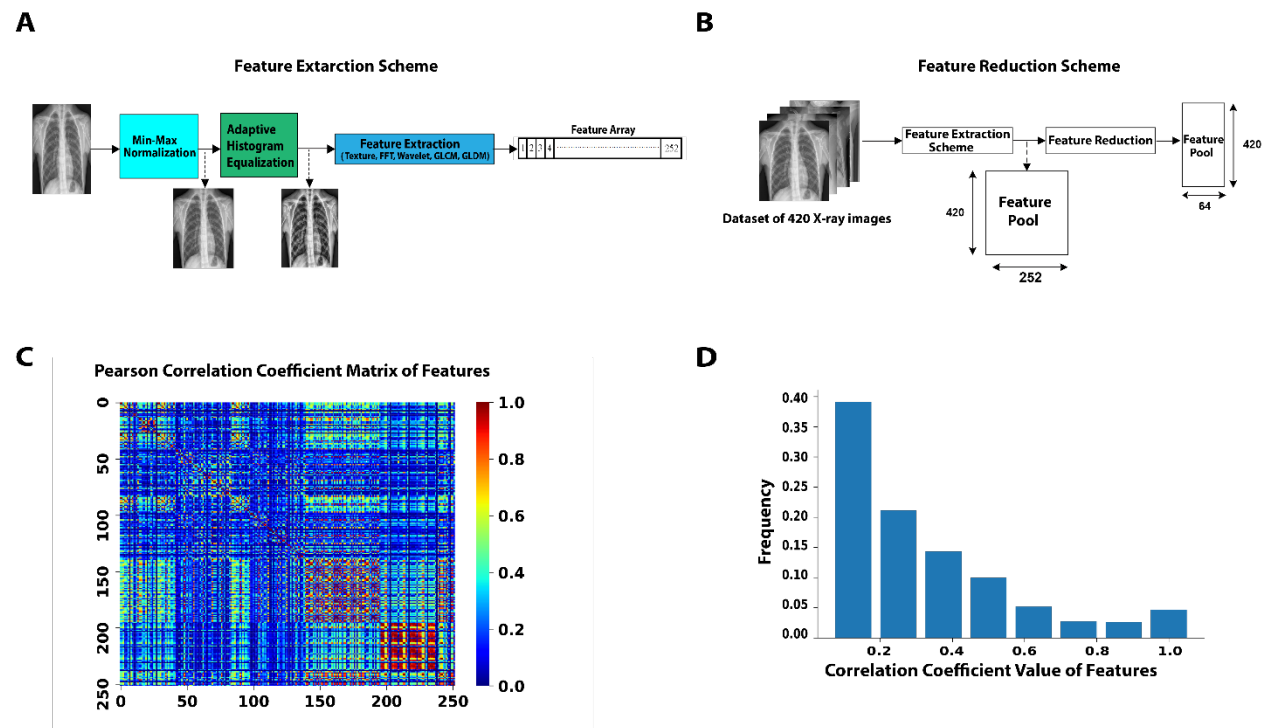 A
Feature Extarction Scheme
Min-Max
Normalization
Adaptive
Histogram
Equalization
Feature Extraction
( Texture, FFT, Wavelet, GLCM, GLDM)
Feature Array
1 2 3 4 252
B
Feature Reduction Scheme
Dataset of 420 X-ray images
Feature Extraction
Scheme
Feature Reduction
Feature
Pool
420
64
420
Feature
Pool
252
C
Pearson Correlation Coefficient Matrix of Features
0
50
100
150
200
250
0 50 100 150 200 250
1.0
0.8
0.6
0.4
0.2
0.0
D
Frequency
0.40
0.35
0.30
0.25
0.20
0.15
0.10
0.05
0.00
0.2 0.4 0.6 0.8 1.0
Correlation Coefficient Value of Features